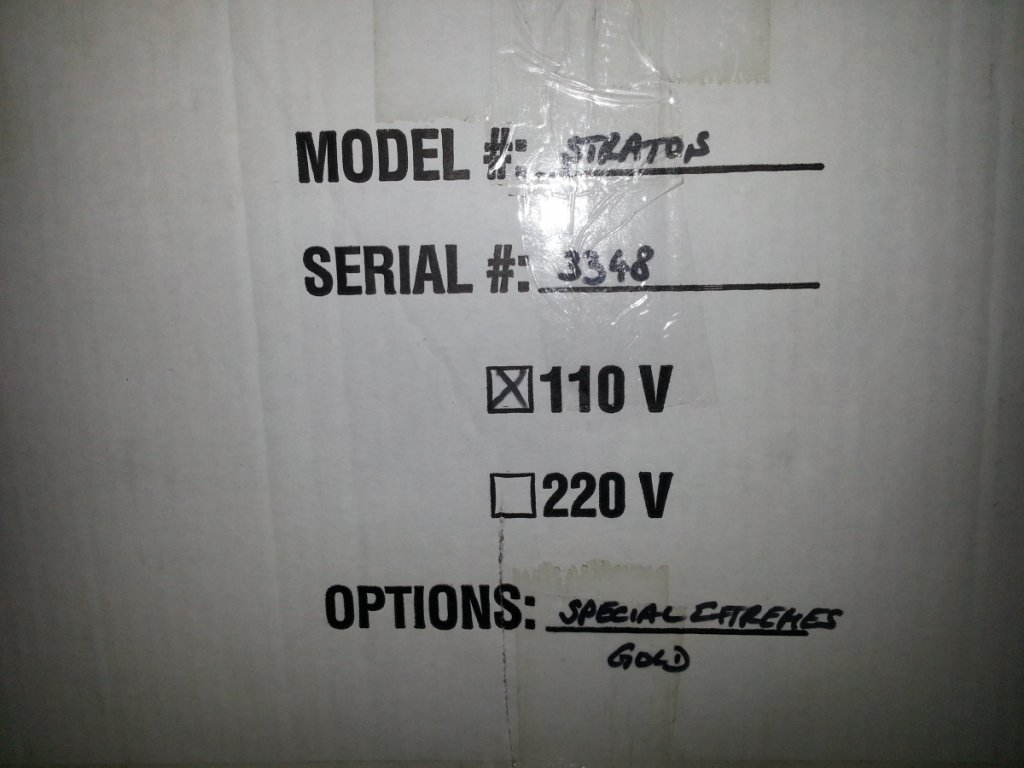 MODEL #: STRATOS
SERIAL #: 3348
110 V
220 V
OPTIONS: SPECIAL EXTREMES
GOLD